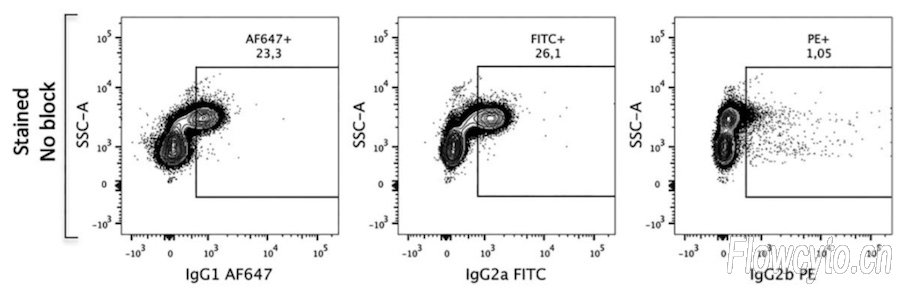 Stained
No block
AF647+
23,3
FITC+
26,1
PE+
1,05
SSC-A
10⁵
10⁴
10³
0
-10³
-10³
0
10³
10⁴
10⁵
IgG1 AF647
SSC-A
10⁵
10⁴
10³
0
-10³
-10³
0
10³
10⁴
10⁵
IgG2a FITC
SSC-A
10⁵
10⁴
10³
0
-10³
-10³
0
10³
10⁴
10⁵
IgG2b PE
Flowcyto.cn